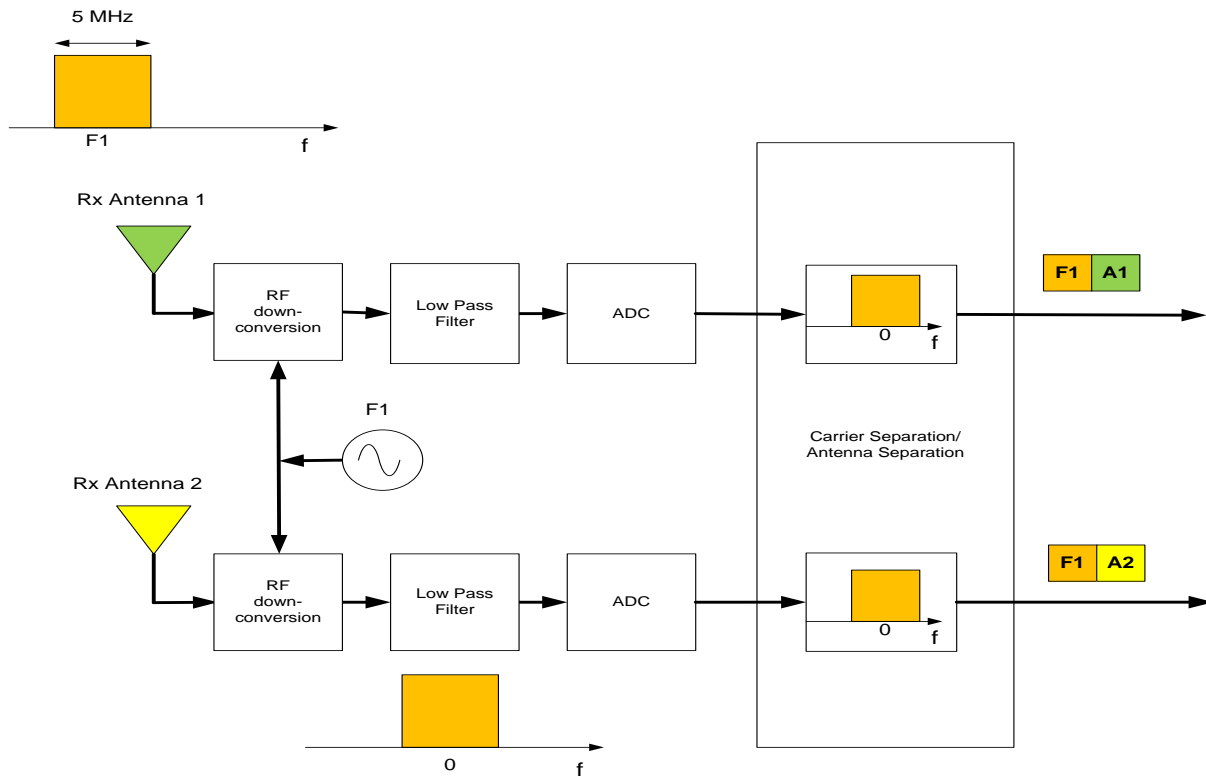 5 MHz
F1
f
Rx Antenna 1
RF
down-
conversion
Low Pass
Filter
ADC
0
f
F1
A1
F1
Carrier Separation/
Antenna Separation
Rx Antenna 2
RF
down-
conversion
Low Pass
Filter
ADC
0
f
F1
A2
0
f